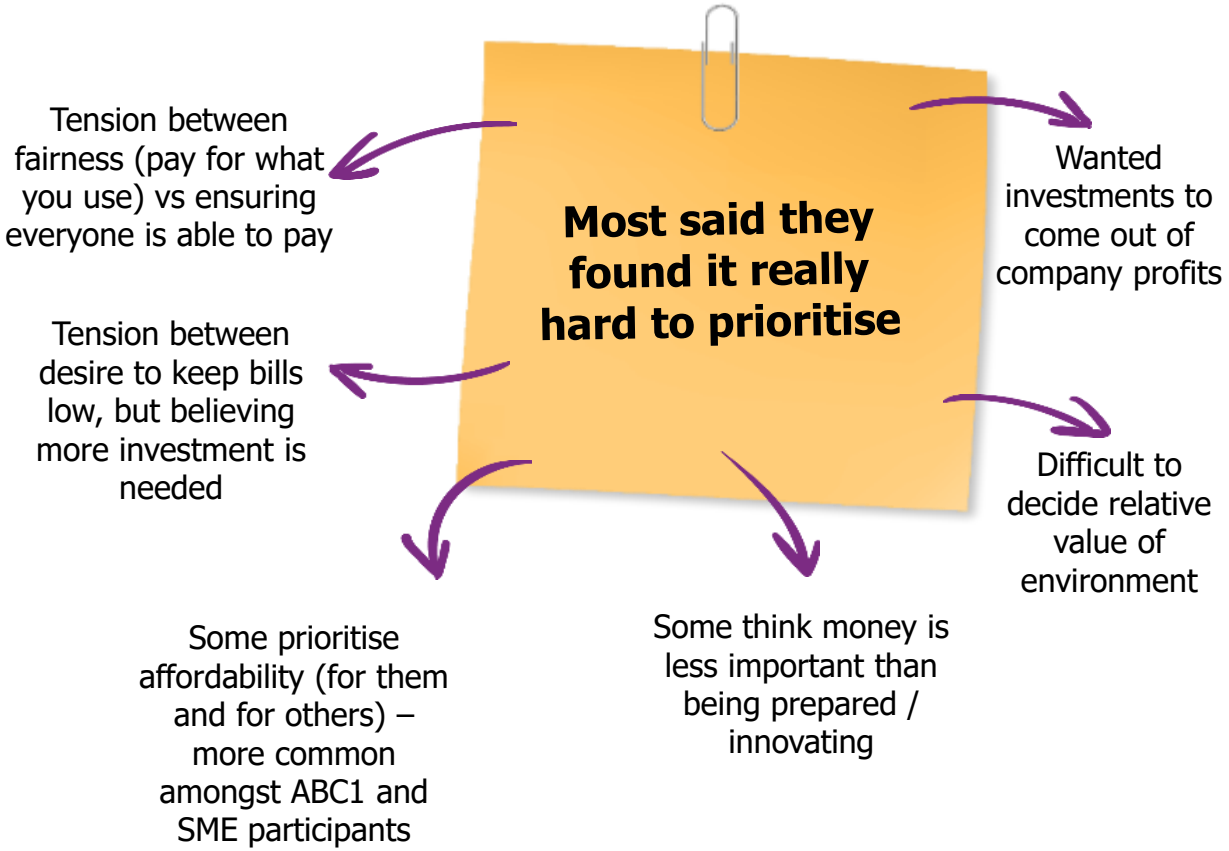 Tension between
fairness (pay for what
you use) vs ensuring
everyone is able to pay
Most said they
found it really
hard to prioritise
Wanted
investments to
come out of
company profits
Tension between
desire to keep bills
low, but believing
more investment is
needed
Difficult to
decide relative
value of
environment
Some prioritise
affordability (for them
and for others) –
more common
amongst ABC1 and
SME participants
Some think money is
less important than
being prepared /
innovating